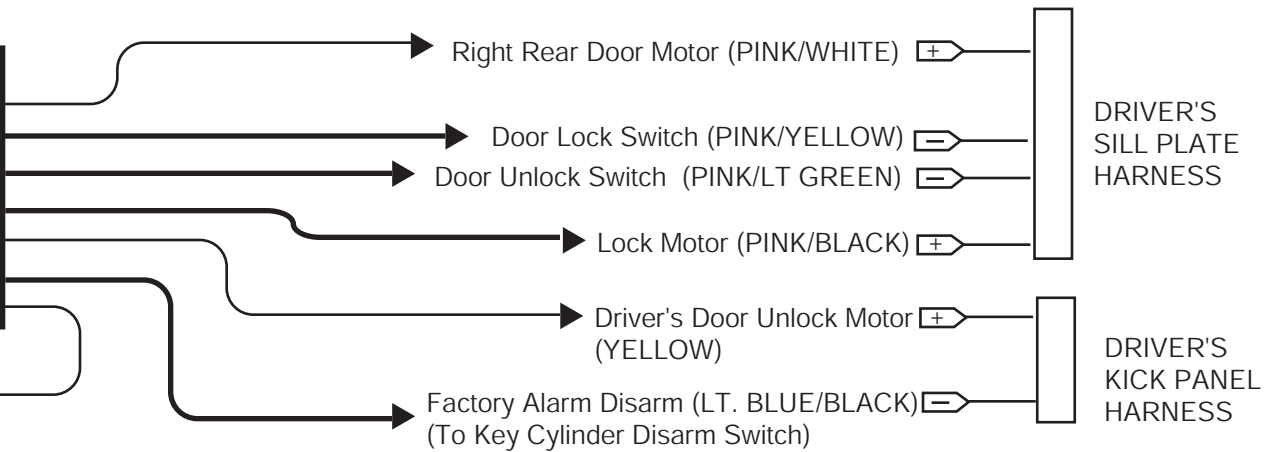 Right Rear Door Motor (PINK/WHITE) +
Door Lock Switch (PINK/YELLOW) –
Door Unlock Switch (PINK/LT GREEN) –
Lock Motor (PINK/BLACK) +
DRIVER'S
SILL PLATE
HARNESS
Driver's Door Unlock Motor +
(YELLOW)
Factory Alarm Disarm (LT. BLUE/BLACK) –
(To Key Cylinder Disarm Switch)
DRIVER'S
KICK PANEL
HARNESS